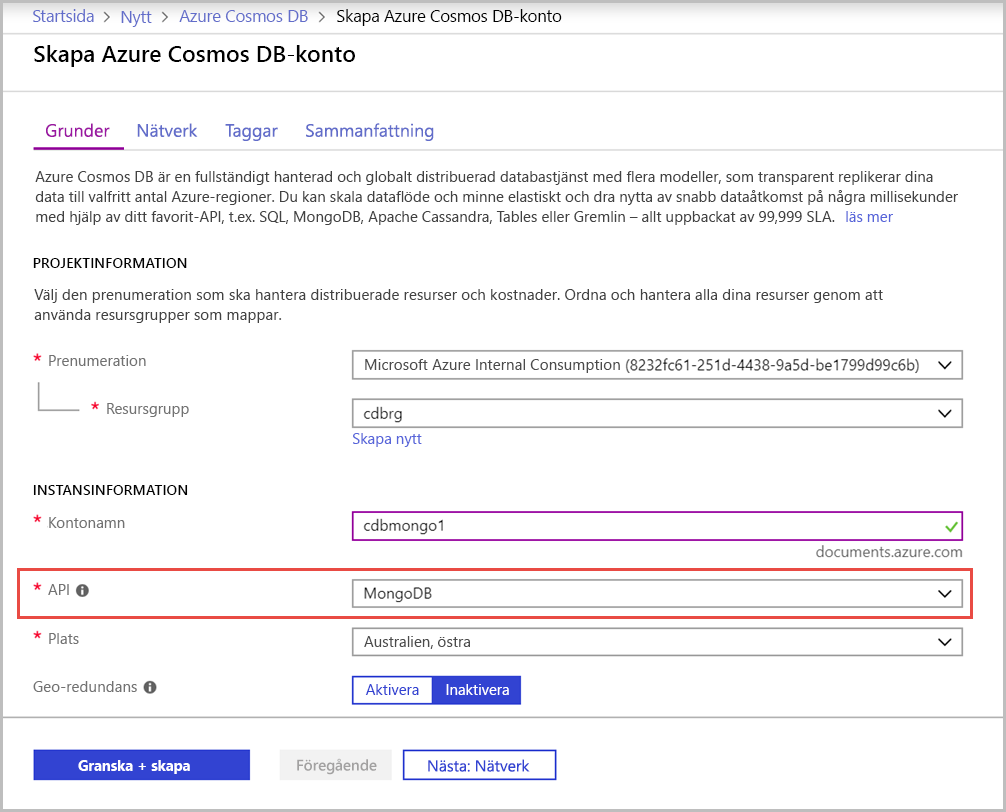 Startsida > Nytt > Azure Cosmos DB > Skapa Azure Cosmos DB-konto
Skapa Azure Cosmos DB-konto
Grunder Nätverk Taggar Sammanfattning
Azure Cosmos DB är en fullständigt hanterad och globalt distribuerad databastjänst med flera modeller, som transparent replikerar dina
data till valfritt antal Azure-regioner. Du kan skala dataflöde och minne elastiskt och dra nytta av snabb dataåtkomst på några millisekunder
med hjälp av ditt favorit-API, t.ex. SQL, MongoDB, Apache Cassandra, Tables eller Gremlin – allt uppbackat av 99,999 SLA. läs mer
PROJEKTINFORMATION
Välj den prenumeration som ska hantera distribuerade resurser och kostnader. Ordna och hantera alla dina resurser genom att
använda resursgrupper som mappar.
* Prenumeration Microsoft Azure Internal Consumption (8232fc61-251d-4438-9a5d-be1799d99c6b)
* Resursgrupp cdbrg
Skapa nytt
INSTANSINFORMATION
* Kontonamn cdbmongo1
documents.azure.com
* API MongoDB
* Plats Australien, östra
Geo-redundans Aktivera Inaktivera
Granska + skapa Föregående Nästa: Nätverk